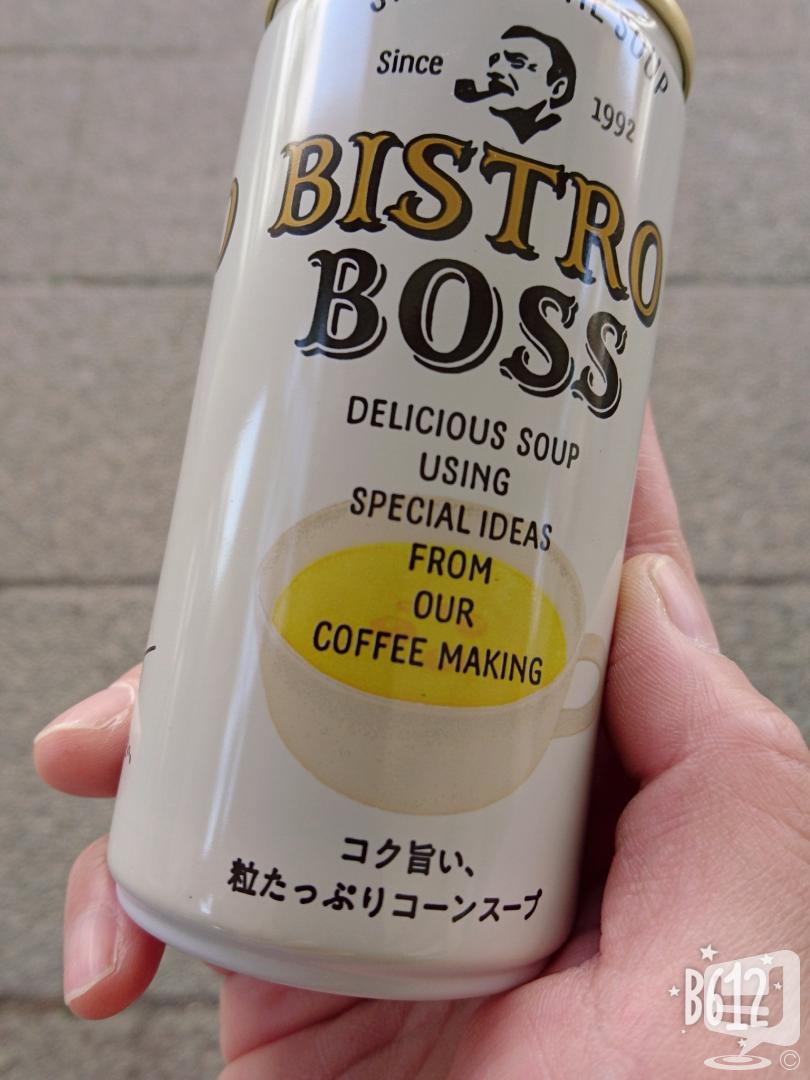 SOUP
Since
1992
BISTRO
BOSS
DELICIOUS SOUP
USING
SPECIAL IDEAS
FROM
OUR
COFFEE MAKING
コク旨い、
粒たっぷりコーンスープ
B612
©